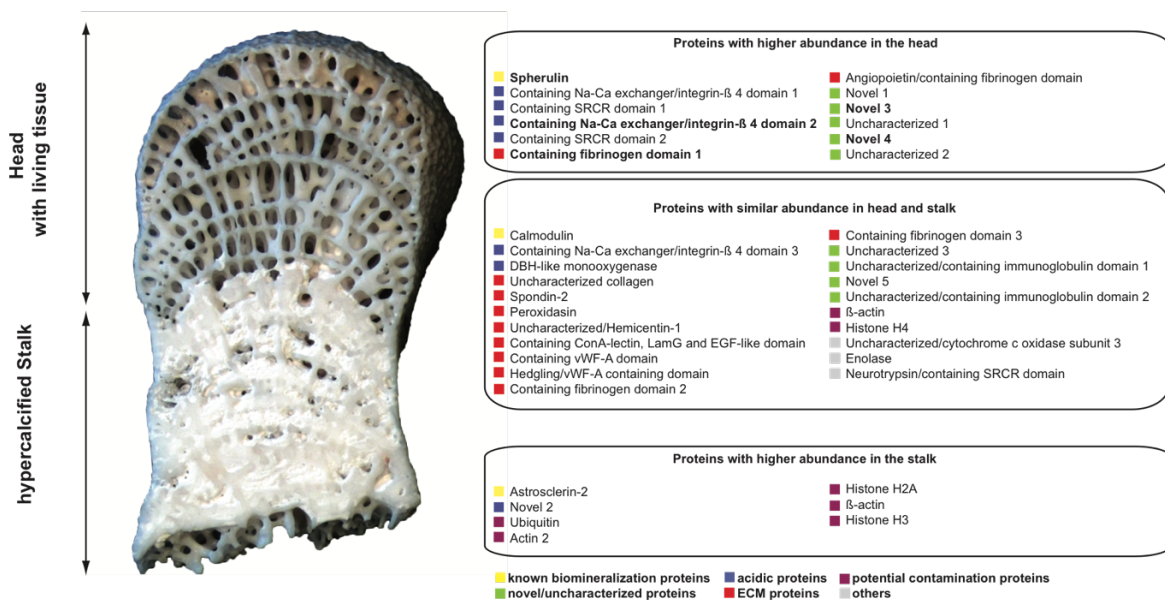 Head
with living tissue
hypercalcified Stalk
Proteins with higher abundance in the head
Spherulin
Containing Na-Ca exchanger/integrin-ß 4 domain 1
Containing SRCR domain 1
Containing Na-Ca exchanger/integrin-ß 4 domain 2
Containing SRCR domain 2
Containing fibrinogen domain 1
Angiopoietin/containing fibrinogen domain
Novel 1
Novel 3
Uncharacterized 1
Novel 4
Uncharacterized 2
Proteins with similar abundance in head and stalk
Calmodulin
Containing Na-Ca exchanger/integrin-ß 4 domain 3
DBH-like monooxygenase
Uncharacterized collagen
Spondin-2
Peroxidasin
Uncharacterized/Hemicentin-1
Containing ConA-lectin, LamG and EGF-like domain
Containing vWF-A domain
Hedgling/vWF-A containing domain
Containing fibrinogen domain 2
Containing fibrinogen domain 3
Uncharacterized 3
Uncharacterized/containing immunoglobulin domain 1
Novel 5
Uncharacterized/containing immunoglobulin domain 2
ß-actin
Histone H4
Uncharacterized/cytochrome c oxidase subunit 3
Enolase
Neurotrypsin/containing SRCR domain
Proteins with higher abundance in the stalk
Astrosclerin-2
Novel 2
Ubiquitin
Actin 2
Histone H2A
ß-actin
Histone H3
known biomineralization proteins
acidic proteins
potential contamination proteins
novel/uncharacterized proteins
ECM proteins
others